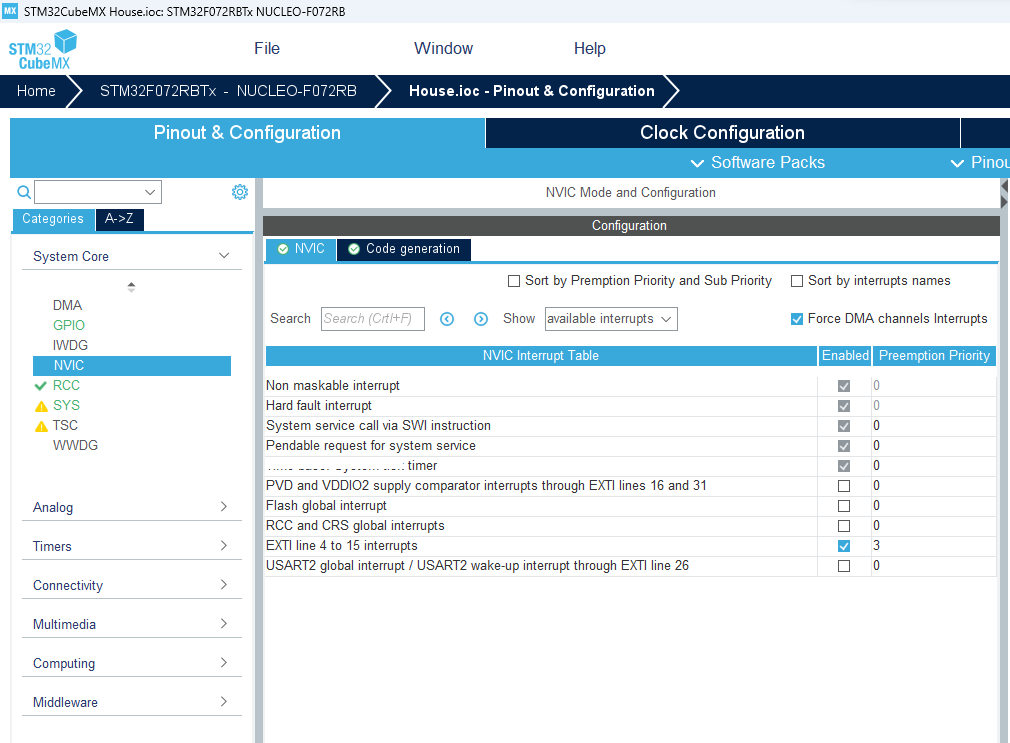 MX STM32CubeMX House.ioc: STM32F072RBTx NUCLEO-F072RB
STM32
CubeMX
File Window Help
Home STM32F072RBTx - NUCLEO-F072RB House.ioc - Pinout & Configuration
Pinout & Configuration Clock Configuration
Software Packs Pinou
NVIC Mode and Configuration
Categories A->Z
Configuration
System Core
NVIC Code generation
Sort by Premption Priority and Sub Priority Sort by interrupts names
DMA
GPIO
IWDG
NVIC
RCC
SYS
TSC
WWDG
Search Search (Crtl+F) Show available interrupts Force DMA channels Interrupts
NVIC Interrupt Table Enabled Preemption Priority
Non maskable interrupt 0
Hard fault interrupt 0
System service call via SWI instruction 0
Pendable request for system service 0
timer 0
PVD and VDDIO2 supply comparator interrupts through EXTI lines 16 and 31 0
Flash global interrupt 0
RCC and CRS global interrupts 0
EXTI line 4 to 15 interrupts 3
USART2 global interrupt / USART2 wake-up interrupt through EXTI line 26 0
Analog
Timers
Connectivity
Multimedia
Computing
Middleware